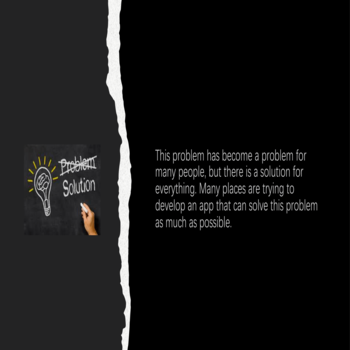 Problem
Solution
This problem has become a problem for
many people, but there is a solution for
everything. Many places are trying to
develop an app that can solve this problem
as much as possible.